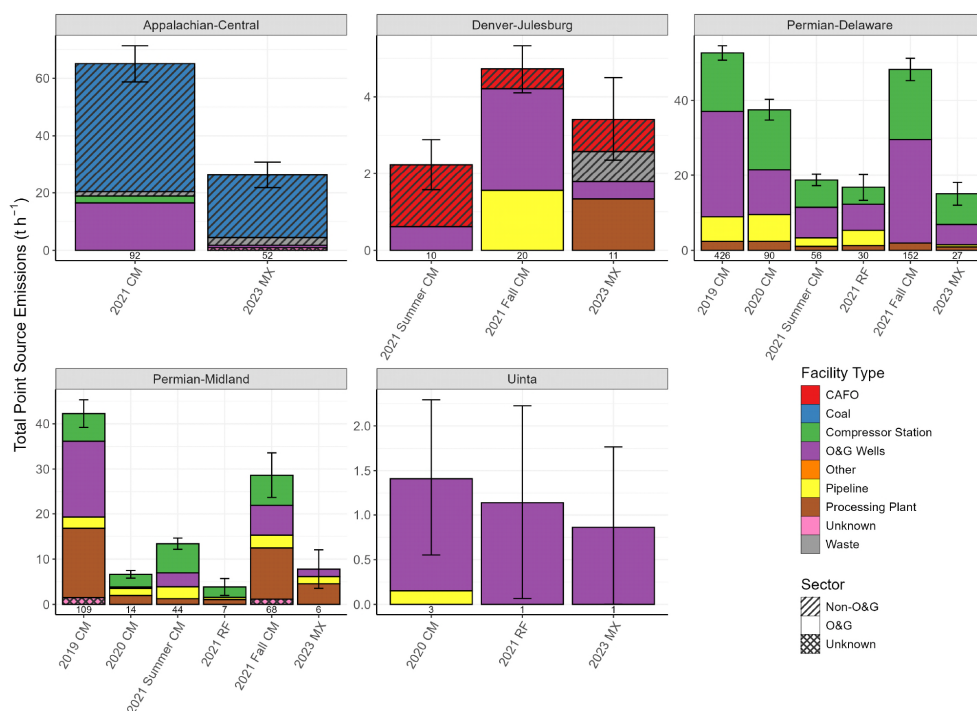 Appalachian-Central
Denver-Julesburg
Permian-Delaware
Total Point Source Emissions (t h⁻¹)
60
40
20
0
92
52
2021 CM
2023 MX
4
2
0
10
20
11
2021 Summer CM
2021 Fall CM
2023 MX
40
20
0
426
90
56
30
152
27
2019 CM
2020 CM
2021 Summer CM
2021 RF
2021 Fall CM
2023 MX
Permian-Midland
Uinta
40
30
20
10
0
109
14
44
7
68
6
2019 CM
2020 CM
2021 Summer CM
2021 RF
2021 Fall CM
2023 MX
2.0
1.5
1.0
0.5
0.0
3
1
1
2020 CM
2021 RF
2023 MX
Facility Type
CAFO
Coal
Compressor Station
O&G Wells
Other
Pipeline
Processing Plant
Unknown
Waste
Sector
Non-O&G
O&G
Unknown